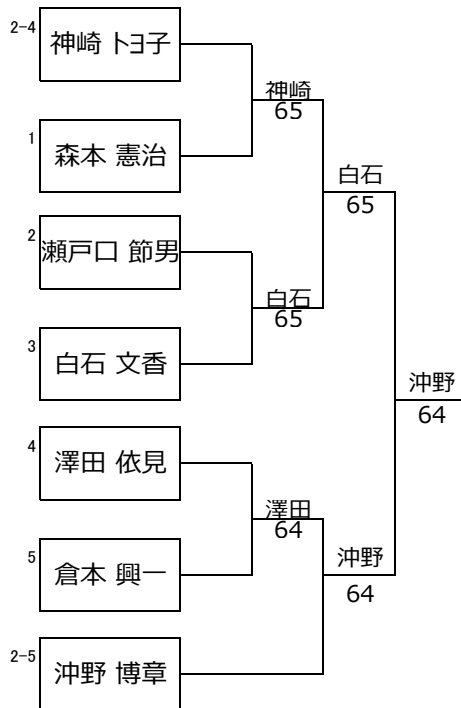 2-4
神崎 トヨ子
神崎
65
1
森本 憲治
白石
65
2
瀬戸口 節男
白石
65
3
白石 文香
沖野
64
4
澤田 依見
澤田
64
5
倉本 興一
沖野
64
2-5
沖野 博章